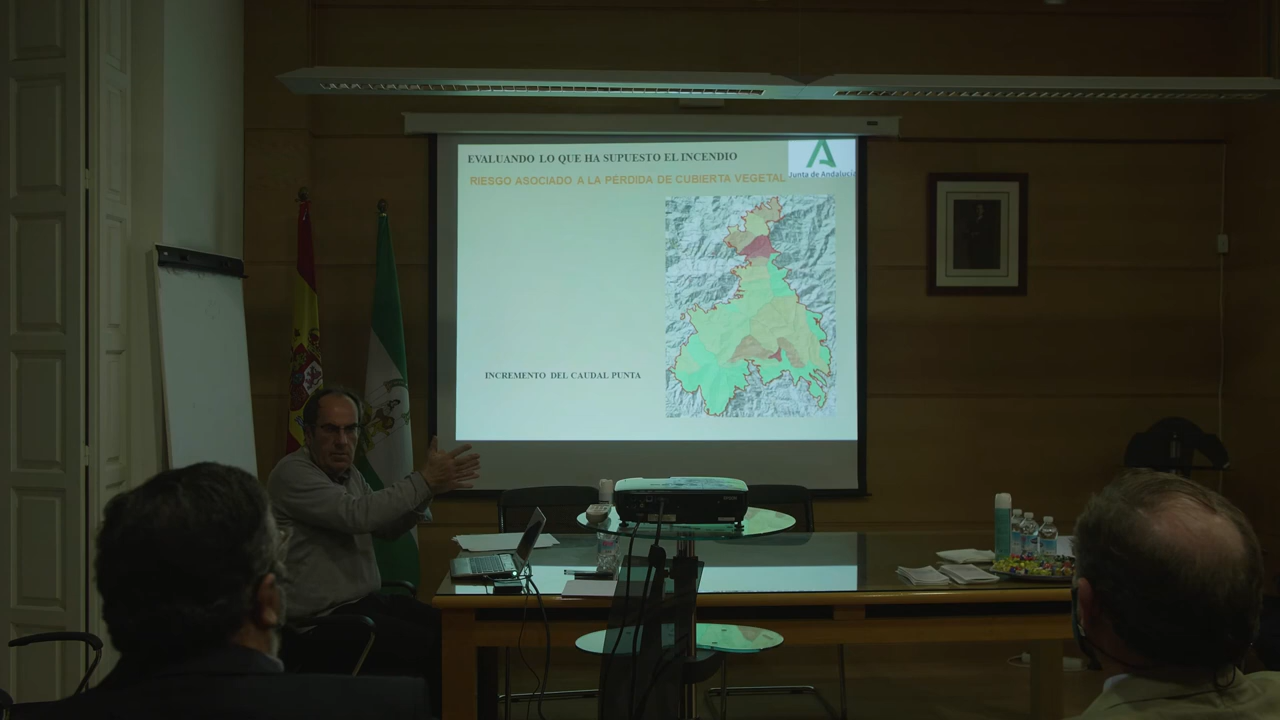 EVALUANDO LO QUE HA SUPUESTO EL INCENDIO
RIESGO ASOCIADO A LA PÉRDIDA DE CUBIERTA VEGETAL
Junta de Andalucía
INCREMENTO DEL CAUDAL PUNTA